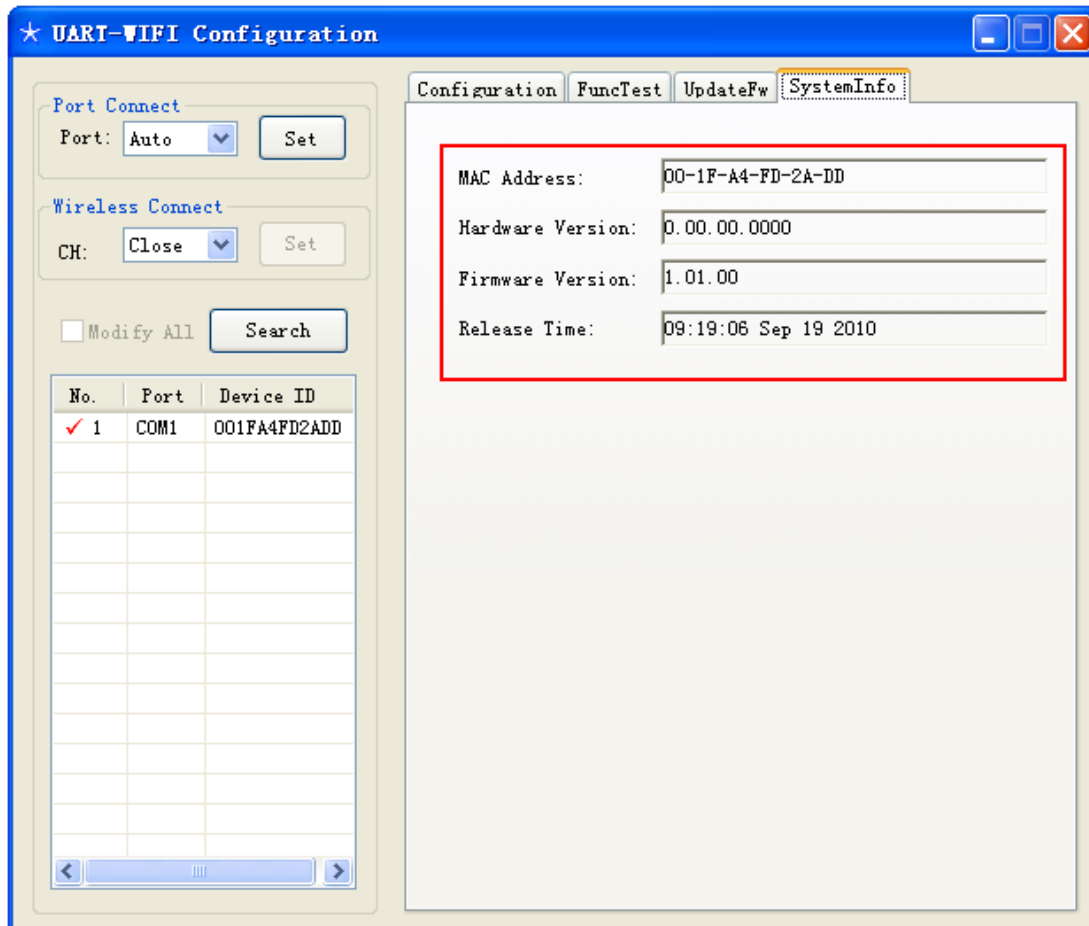 UART-WIFI Configuration
Port Connect
Port: Auto Set
Wireless Connect
CH: Close Set
Modify All Search
No. Port Device ID
1 COM1 001FA4FD2ADD
Configuration FuncTest UpdateFw SystemInfo
MAC Address: 00-1F-A4-FD-2A-DD
Hardware Version: 0.00.00.0000
Firmware Version: 1.01.00
Release Time: 09:19:06 Sep 19 2010